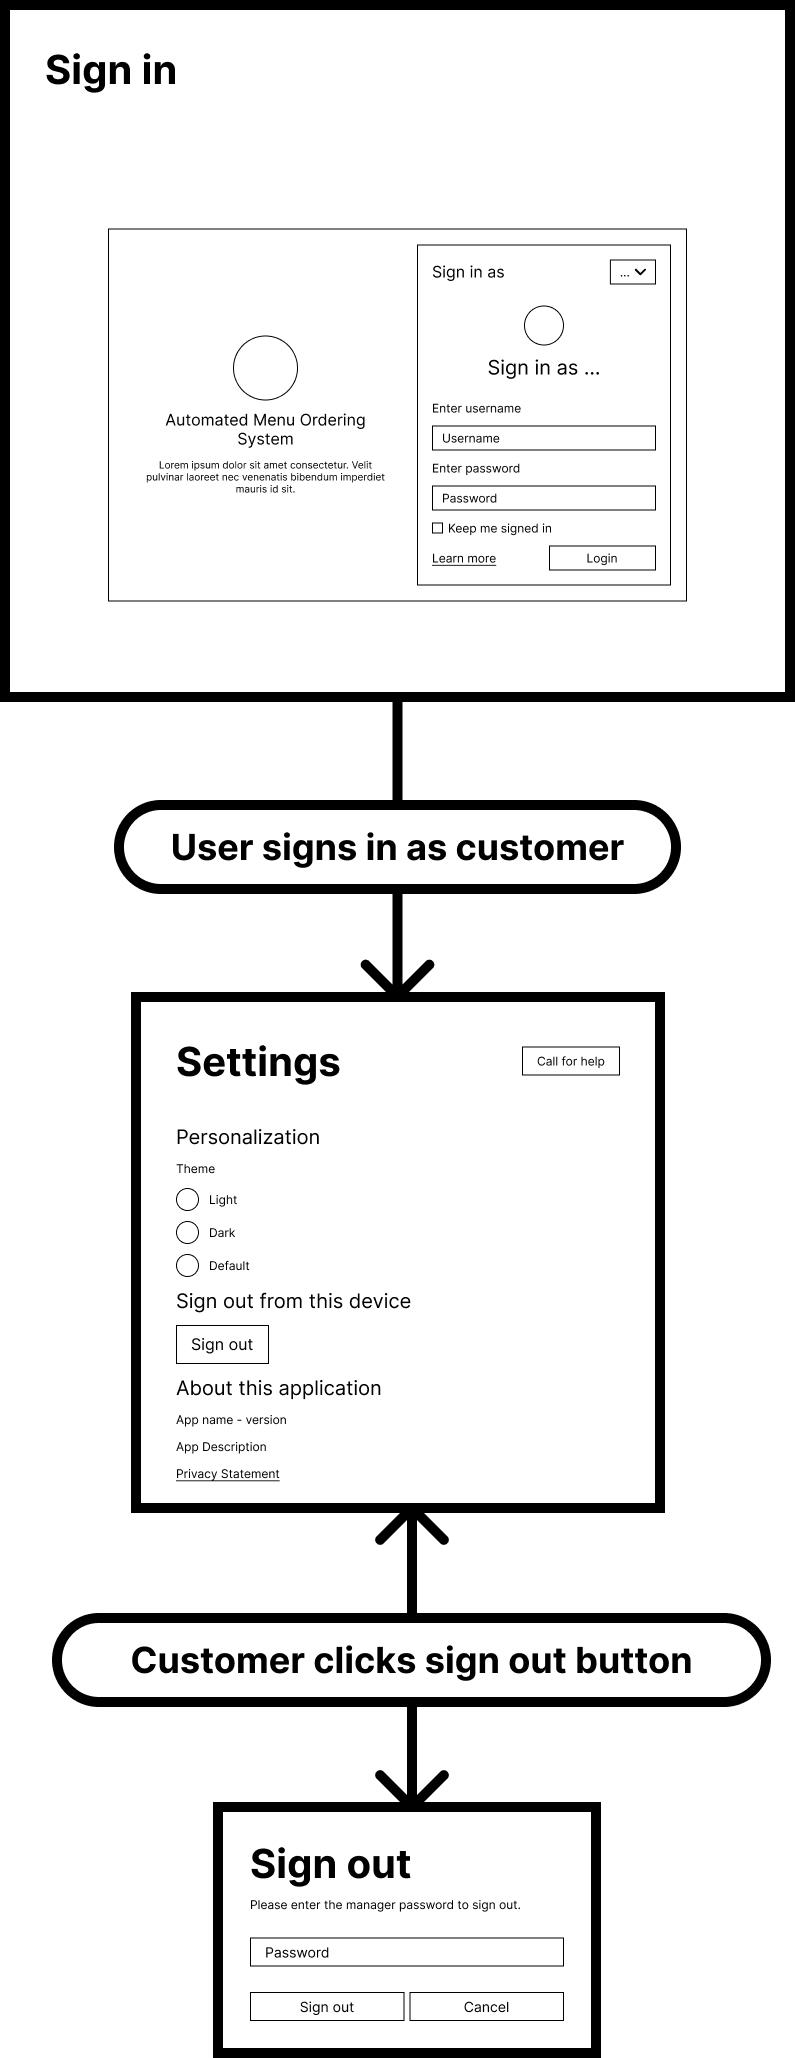 Sign in
Automated Menu Ordering
System
Lorem ipsum dolor sit amet consectetur. Velit
pulvinar laoreet nec venenatis bibendum imperdiet
mauris id sit.
Sign in as
...
Sign in as ...
Enter username
Username
Enter password
Password
Keep me signed in
Learn more
Login
User signs in as customer
Settings
Call for help
Personalization
Theme
Light
Dark
Default
Sign out from this device
Sign out
About this application
App name - version
App Description
Privacy Statement
Customer clicks sign out button
Sign out
Please enter the manager password to sign out.
Password
Sign out
Cancel